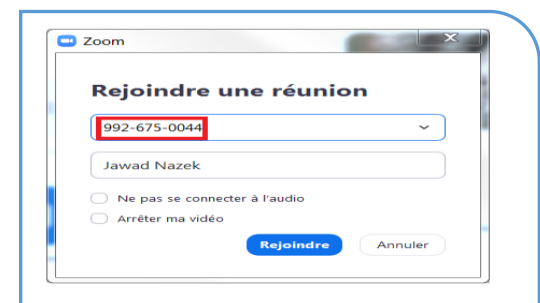 Zoom
Rejoindre une réunion
992-675-0044
Jawad Nazek
Ne pas se connecter à l'audio
Arrêter ma vidéo
Rejoindre Annuler